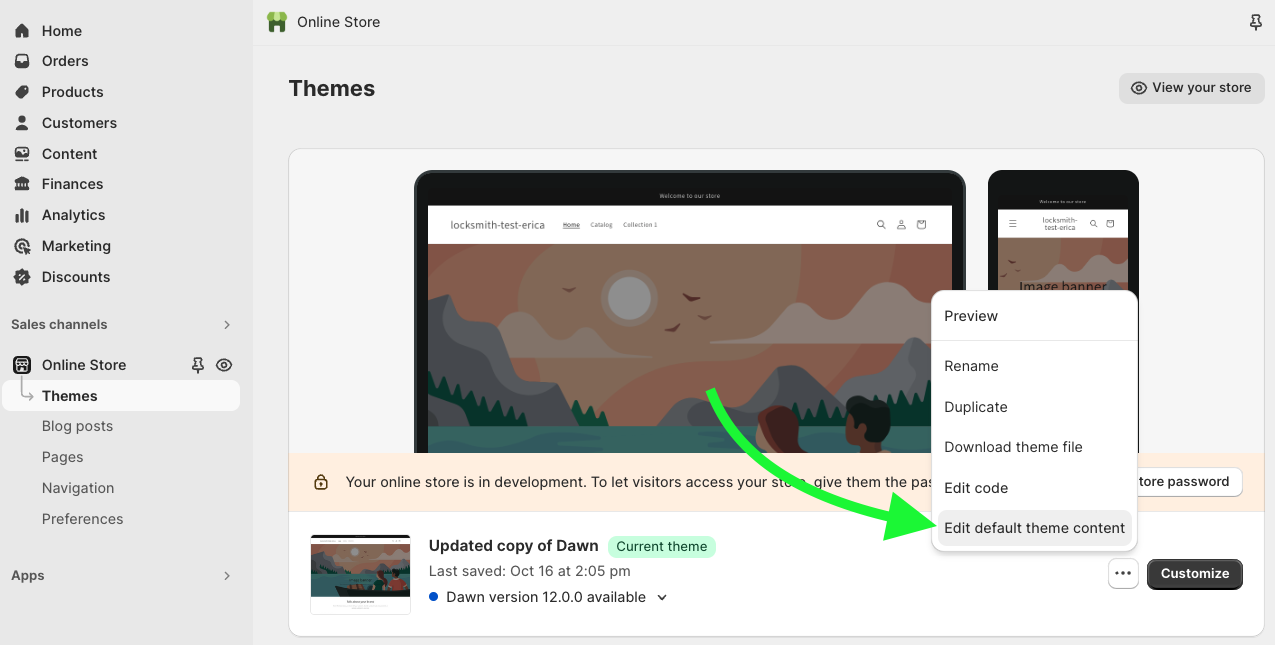 Home
Orders
Products
Customers
Content
Finances
Analytics
Marketing
Discounts
Sales channels
Online Store
Themes
Blog posts
Pages
Navigation
Preferences
Apps
Online Store
Themes
View your store
Welcome to our store
locksmith-test-erica Home Catalog Collection 1
Welcome to our store
locksmith-
test-erica
Image banner
Preview
Rename
Duplicate
Download theme file
Edit code
Edit default theme content
Your online store is in development. To let visitors access your store, give them the
tore password
Updated copy of Dawn Current theme
Last saved: Oct 16 at 2:05 pm
Dawn version 12.0.0 available
Customize